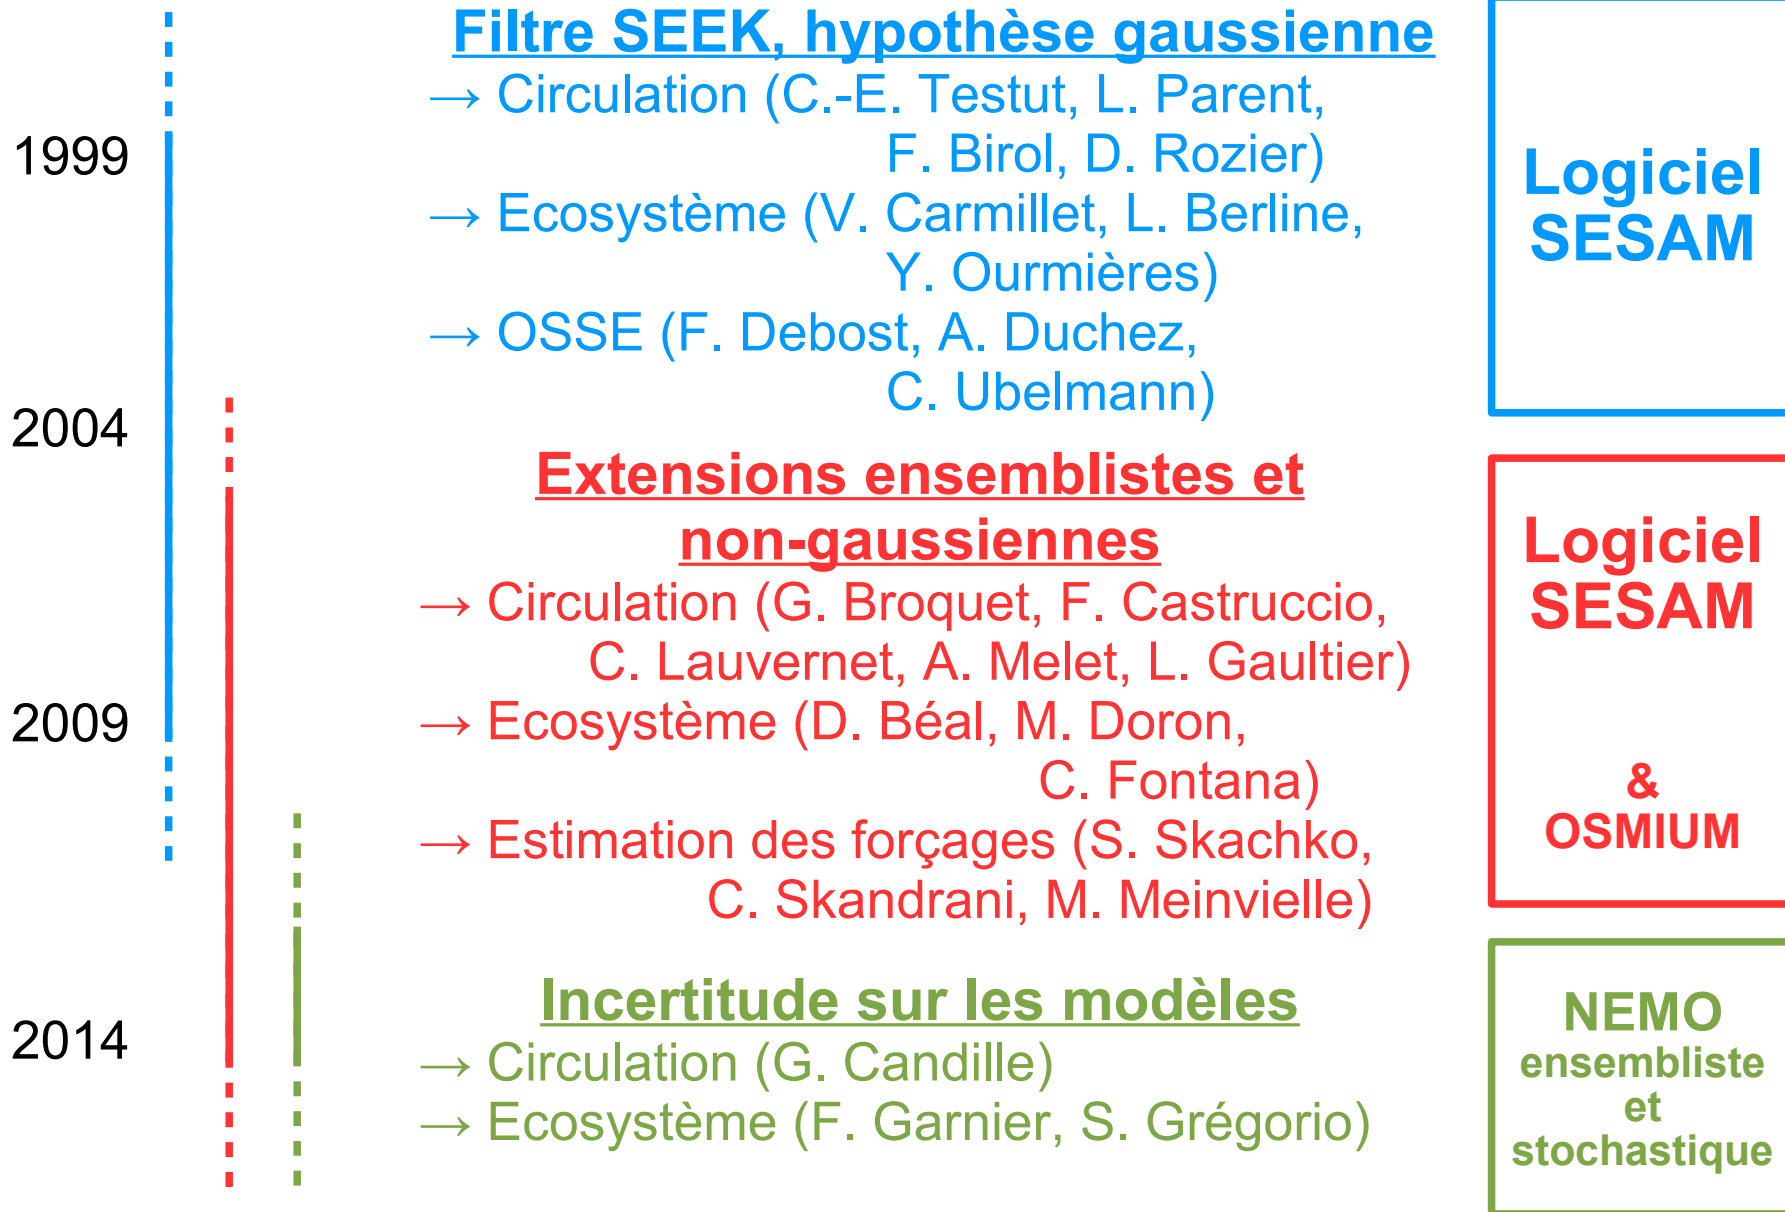 Filtre SEEK, hypothèse gaussienne
→ Circulation (C.-E. Testut, L. Parent,
F. Birol, D. Rozier)
→ Ecosystème (V. Carmillet, L. Berline,
Y. Ourmières)
→ OSSE (F. Debost, A. Duchez,
C. Ubelmann)
Logiciel
SESAM
1999
2004
2009
2014
Extensions ensemblistes et
non-gaussiennes
→ Circulation (G. Broquet, F. Castruccio,
C. Lauvernet, A. Melet, L. Gaultier)
→ Ecosystème (D. Béal, M. Doron,
C. Fontana)
→ Estimation des forçages (S. Skachko,
C. Skandrani, M. Meinvielle)
Logiciel
SESAM
&
OSMIUM
Incertitude sur les modèles
→ Circulation (G. Candille)
→ Ecosystème (F. Garnier, S. Grégorio)
NEMO
ensembliste
et
stochastique